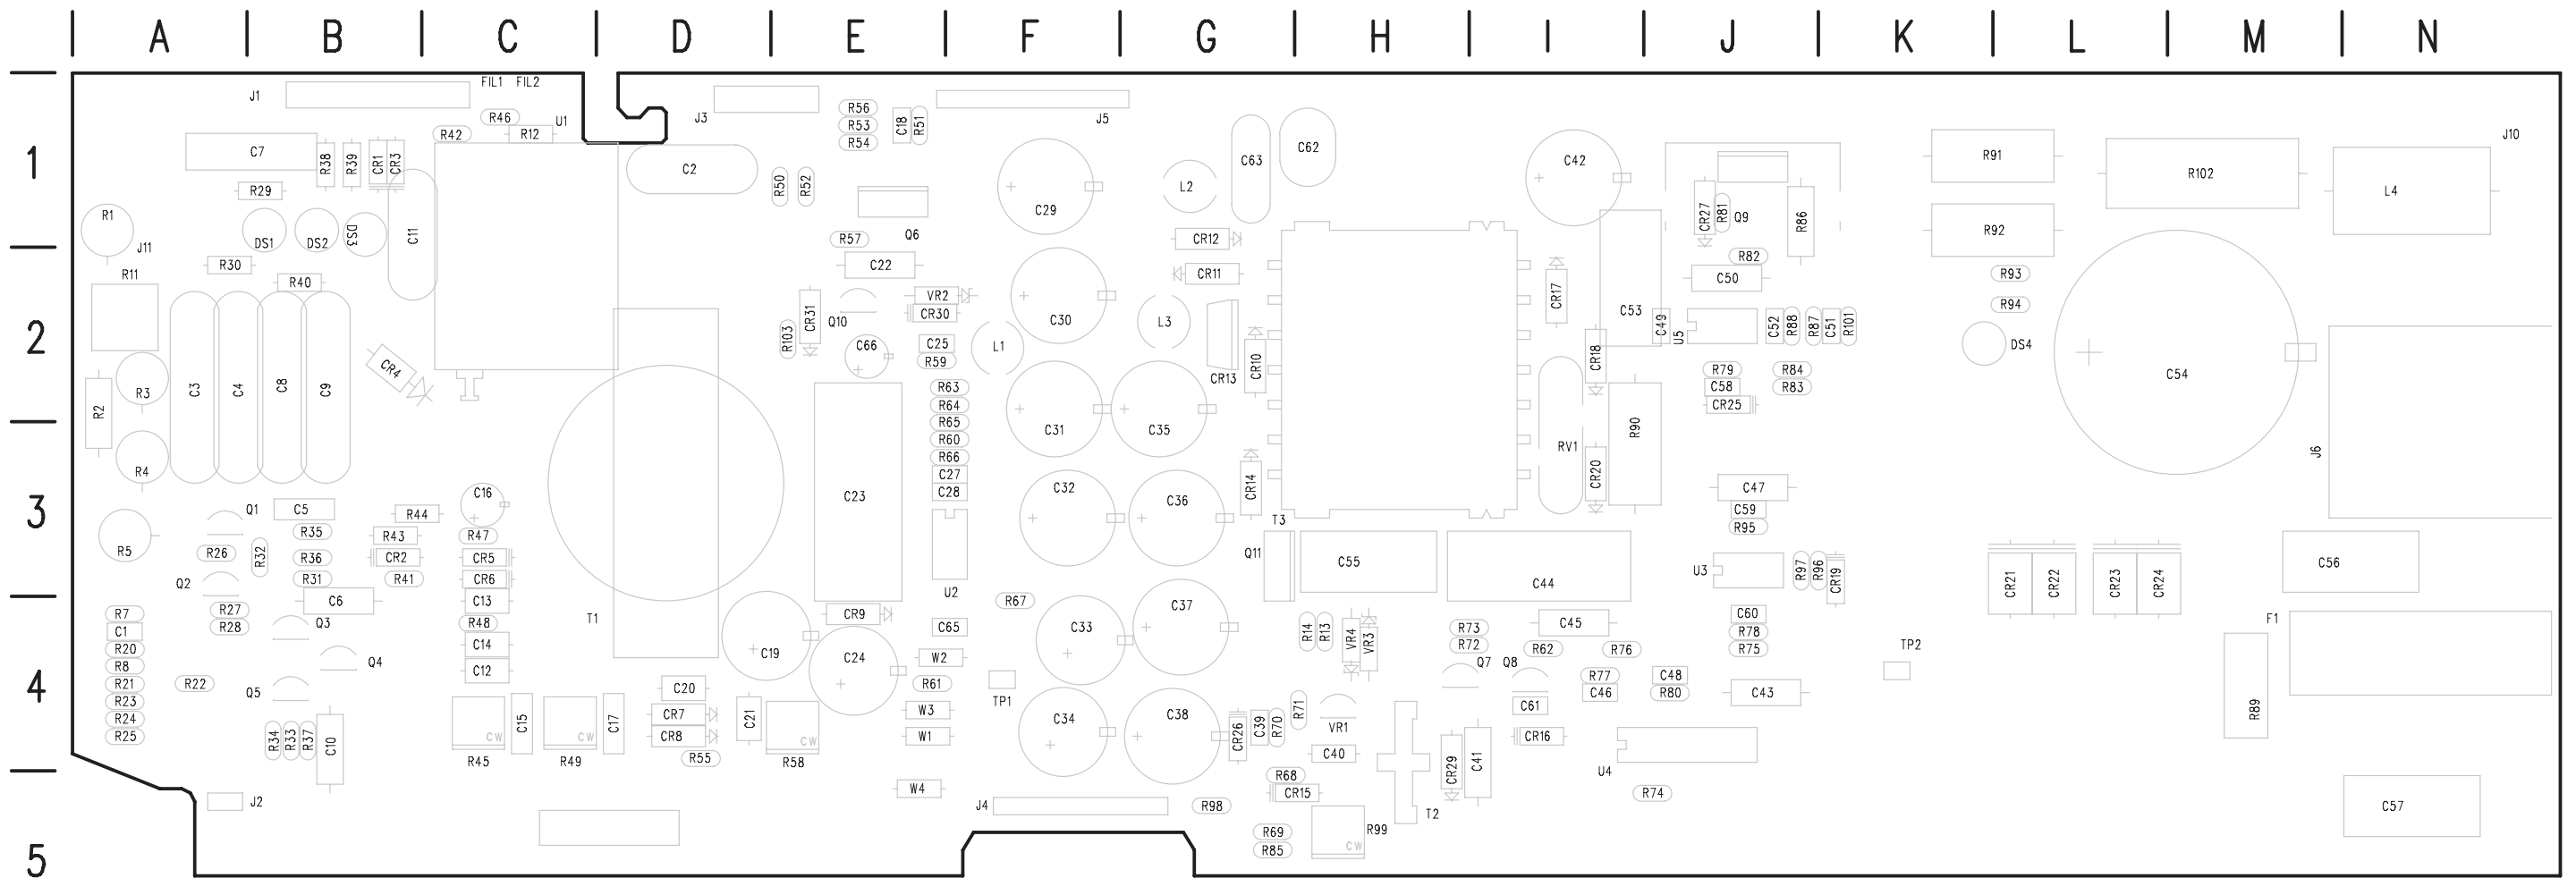 A B C D E F G H I J K L M N
1
2
3
4
5
J1
FIL1 FIL2
J3
R56
R53
R54
C18
R51
J5
J10
R46
U1
R42
R12
C7
R38
R39
CR1
CR3
C2
R50
R52
L2
C63
C62
C42
R91
R102
L4
R29
R1
J11
DS1
DS2
DS3
C11
C29
CR27
R81
Q9
R86
R92
R57
Q6
CR12
R30
R11
R40
C22
CR11
R82
C50
R93
VR2
CR30
CR31
Q10
R103
C66
C25
R59
C30
L1
L3
CR13
CR10
CR17
C53
CR18
C49
U5
C52
R88
R87
C51
R101
R94
DS4
C54
R3
R2
C3
C4
C8
C9
CR4
R63
R64
R65
R60
R66
C27
C28
C31
C35
R79
C58
CR25
R84
R83
R90
RV1
CR20
R4
J6
C23
C32
C36
CR14
C47
C59
R95
C16
Q1
C5
R44
R35
R5
R26
R32
R36
R43
CR2
R47
CR5
T3
Q11
C55
C44
U3
R97
R96
CR19
CR21
CR22
CR23
CR24
C56
Q2
R31
R41
CR6
U2
C6
C13
R7
C1
R20
R8
R21
R23
R24
R25
R27
R28
Q3
Q4
R22
Q5
R48
C14
C12
T1
CR9
C65
R67
C37
C33
R14
R13
VR4
VR3
R73
R72
C45
C60
R78
R75
F1
C19
C24
W2
R61
TP1
Q7
Q8
R62
R76
R77
C46
C48
R80
C43
TP2
R34
R33
R37
C10
C15
C17
C20
CR7
CR8
C21
W3
W1
C34
C38
CR26
C39
R70
R71
VR1
C61
CR16
R89
R45
CW
R49
CW
R55
R58
CW
C40
CR29
C41
U4
R68
CR15
J2
W4
J4
R98
T2
R74
C57
R69
R85
R99
CW